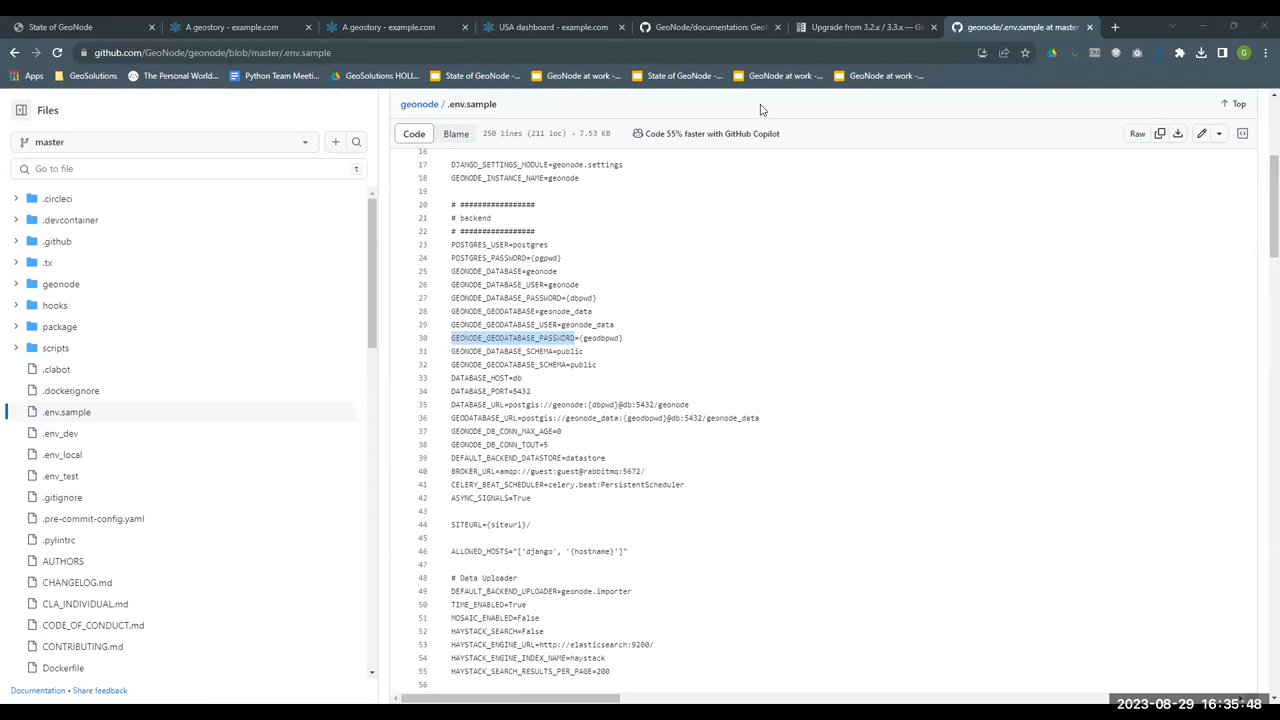 State of GeoNode
A geostory - example.com
A geostory - example.com
USA dashboard - example.com
GeoNode/documentation: GeoN
Upgrade from 3.2.x / 3.3.x — Ge
geonode/.env.sample at master
github.com/GeoNode/geonode/blob/master/.env.sample
Apps
GeoSolutions
The Personal World...
Python Team Meeti...
GeoSolutions HOLI...
State of GeoNode -...
GeoNode at work -...
State of GeoNode -...
GeoNode at work -...
GeoNode at work -...
Files
geonode / .env.sample
Top
master
Code
Blame
250 lines (211 loc) · 7.53 KB
Code 55% faster with GitHub Copilot
Raw
Go to file
t
.circleci
.devcontainer
.github
.tx
geonode
hooks
package
scripts
.clabot
.dockerignore
.env.sample
.env_dev
.env_local
.env_test
.gitignore
.pre-commit-config.yaml
.pylintrc
AUTHORS
CHANGELOG.md
CLA_INDIVIDUAL.md
CODE_OF_CONDUCT.md
CONTRIBUTING.md
Dockerfile
Documentation • Share feedback
16
17 DJANGO_SETTINGS_MODULE=geonode.settings
18 GEONODE_INSTANCE_NAME=geonode
19
20 # #################
21 # backend
22 # #################
23 POSTGRES_USER=postgres
24 POSTGRES_PASSWORD={pgpwd}
25 GEONODE_DATABASE=geonode
26 GEONODE_DATABASE_USER=geonode
27 GEONODE_DATABASE_PASSWORD={dbpwd}
28 GEONODE_GEODATABASE=geonode_data
29 GEONODE_GEODATABASE_USER=geonode_data
30 GEONODE_GEODATABASE_PASSWORD={geodbpwd}
31 GEONODE_DATABASE_SCHEMA=public
32 GEONODE_GEODATABASE_SCHEMA=public
33 DATABASE_HOST=db
34 DATABASE_PORT=5432
35 DATABASE_URL=postgis://geonode:{dbpwd}@db:5432/geonode
36 GEODATABASE_URL=postgis://geonode_data:{geodbpwd}@db:5432/geonode_data
37 GEONODE_DB_CONN_MAX_AGE=0
38 GEONODE_DB_CONN_TOUT=5
39 DEFAULT_BACKEND_DATASTORE=datastore
40 BROKER_URL=amqp://guest:guest@rabbitmq:5672/
41 CELERY_BEAT_SCHEDULER=celery.beat:PersistentScheduler
42 ASYNC_SIGNALS=True
43
44 SITEURL={siteurl}/
45
46 ALLOWED_HOSTS="['django', '{hostname}']"
47
48 # Data Uploader
49 DEFAULT_BACKEND_UPLOADER=geonode.importer
50 TIME_ENABLED=True
51 MOSAIC_ENABLED=False
52 HAYSTACK_SEARCH=False
53 HAYSTACK_ENGINE_URL=http://elasticsearch:9200/
54 HAYSTACK_ENGINE_INDEX_NAME=haystack
55 HAYSTACK_SEARCH_RESULTS_PER_PAGE=200
56
2023-08-29 16:35:48